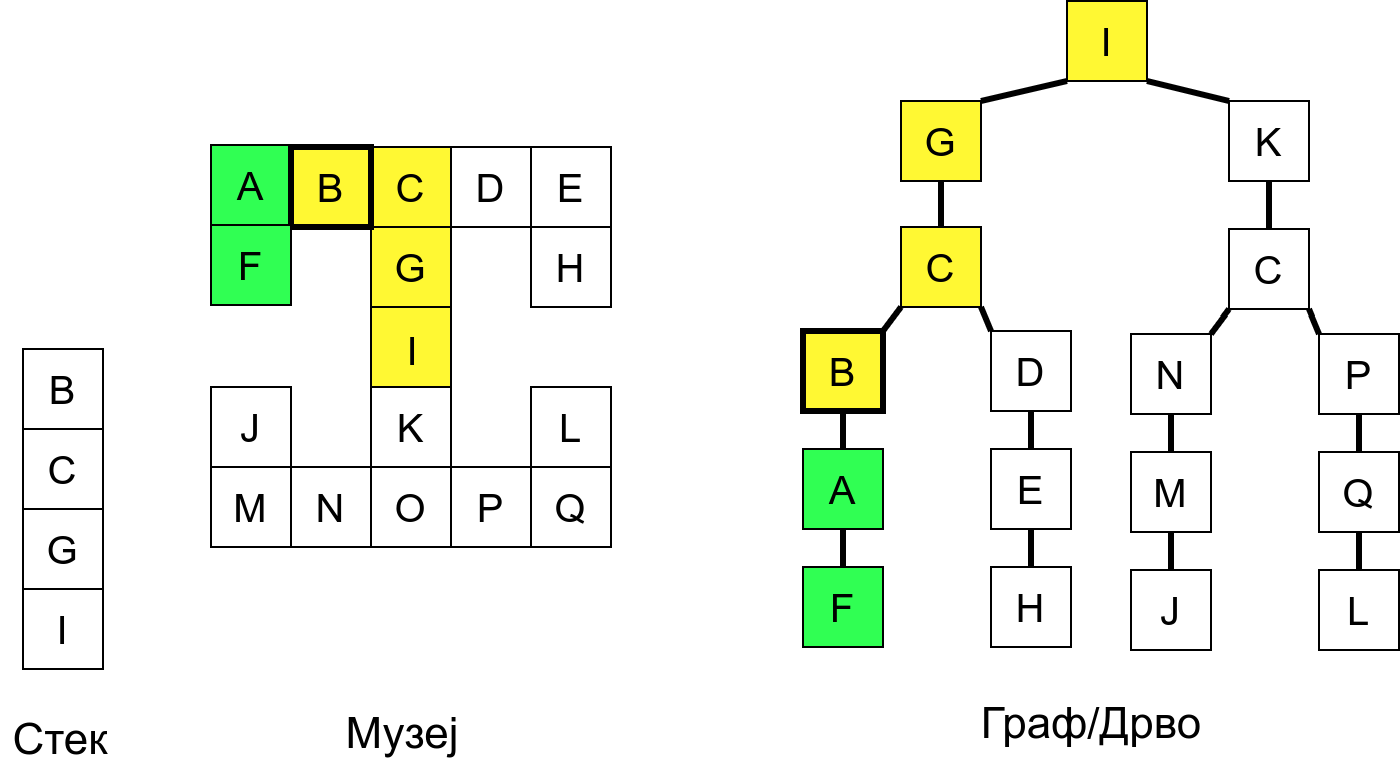 I
G K
A B C D E
F G H
I
J K L
M N O P Q
B
C
G
I
C C
B D N P
A E M Q
F H J L
Стек
Музеј
Граф/Дрво